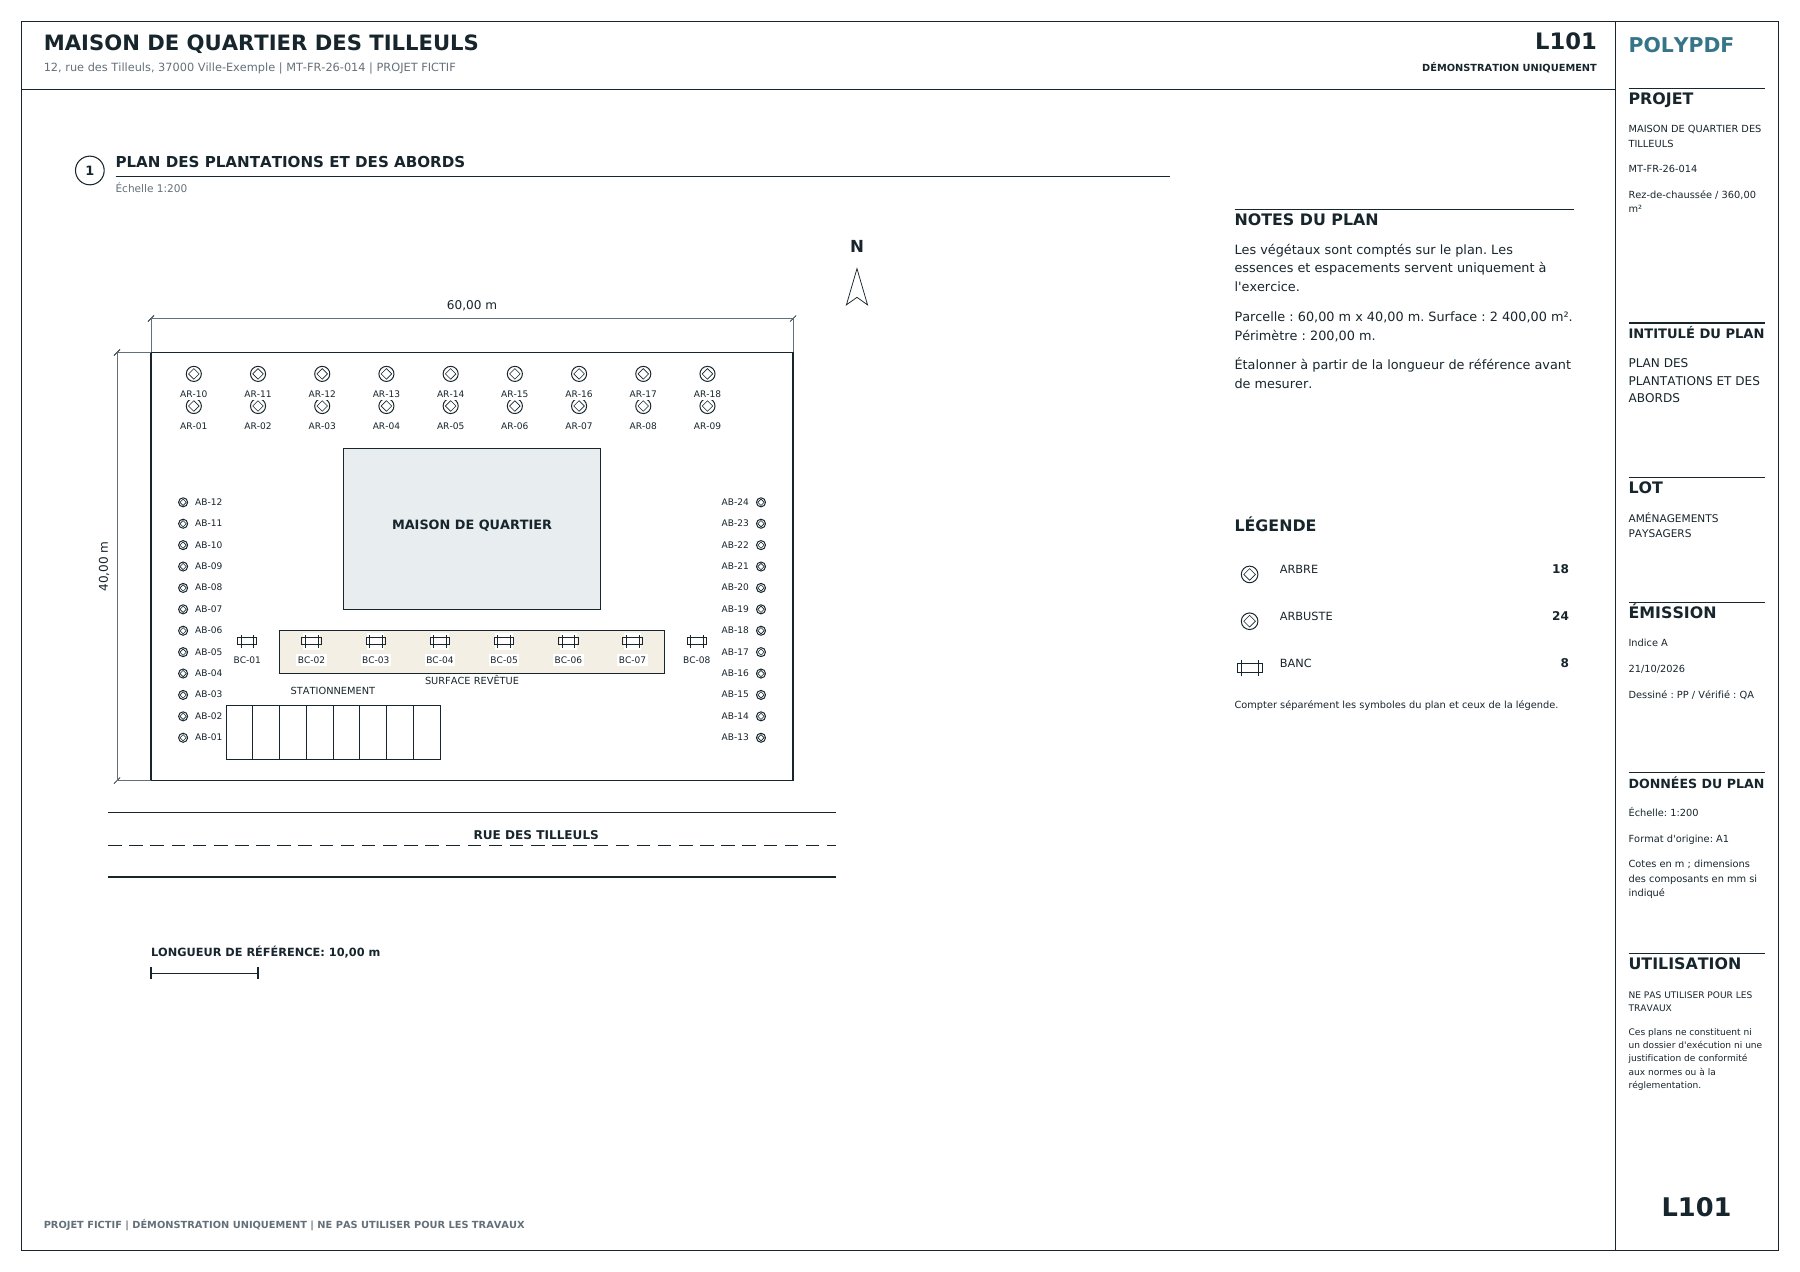 MAISON DE QUARTIER DES TILLEULS
12, rue des Tilleuls, 37000 Ville-Exemple | MT-FR-26-014 | PROJET FICTIF
L101
DÉMONSTRATION UNIQUEMENT
1
PLAN DES PLANTATIONS ET DES ABORDS
Échelle 1:200
N
60,00 m
40,00 m
AR-10 AR-11 AR-12 AR-13 AR-14 AR-15 AR-16 AR-17 AR-18
AR-01 AR-02 AR-03 AR-04 AR-05 AR-06 AR-07 AR-08 AR-09
MAISON DE QUARTIER
AB-12
AB-11
AB-10
AB-09
AB-08
AB-07
AB-06
AB-05
AB-04
AB-03
AB-02
AB-01
AB-24
AB-23
AB-22
AB-21
AB-20
AB-19
AB-18
AB-17
AB-16
AB-15
AB-14
AB-13
BC-01 BC-02 BC-03 BC-04 BC-05 BC-06 BC-07 BC-08
SURFACE REVÊTUE
STATIONNEMENT
RUE DES TILLEULS
LONGUEUR DE RÉFÉRENCE: 10,00 m
NOTES DU PLAN
Les végétaux sont comptés sur le plan. Les
essences et espacements servent uniquement à
l'exercice.
Parcelle : 60,00 m x 40,00 m. Surface : 2 400,00 m².
Périmètre : 200,00 m.
Étalonner à partir de la longueur de référence avant
de mesurer.
LÉGENDE
ARBRE 18
ARBUSTE 24
BANC 8
Compter séparément les symboles du plan et ceux de la légende.
POLYPDF
PROJET
MAISON DE QUARTIER DES
TILLEULS
MT-FR-26-014
Rez-de-chaussée / 360,00
m²
INTITULÉ DU PLAN
PLAN DES
PLANTATIONS ET DES
ABORDS
LOT
AMÉNAGEMENTS
PAYSAGERS
ÉMISSION
Indice A
21/10/2026
Dessiné : PP / Vérifié : QA
DONNÉES DU PLAN
Échelle: 1:200
Format d'origine: A1
Cotes en m ; dimensions
des composants en mm si
indiqué
UTILISATION
NE PAS UTILISER POUR LES
TRAVAUX
Ces plans ne constituent ni
un dossier d'exécution ni une
justification de conformité
aux normes ou à la
réglementation.
L101
PROJET FICTIF | DÉMONSTRATION UNIQUEMENT | NE PAS UTILISER POUR LES TRAVAUX